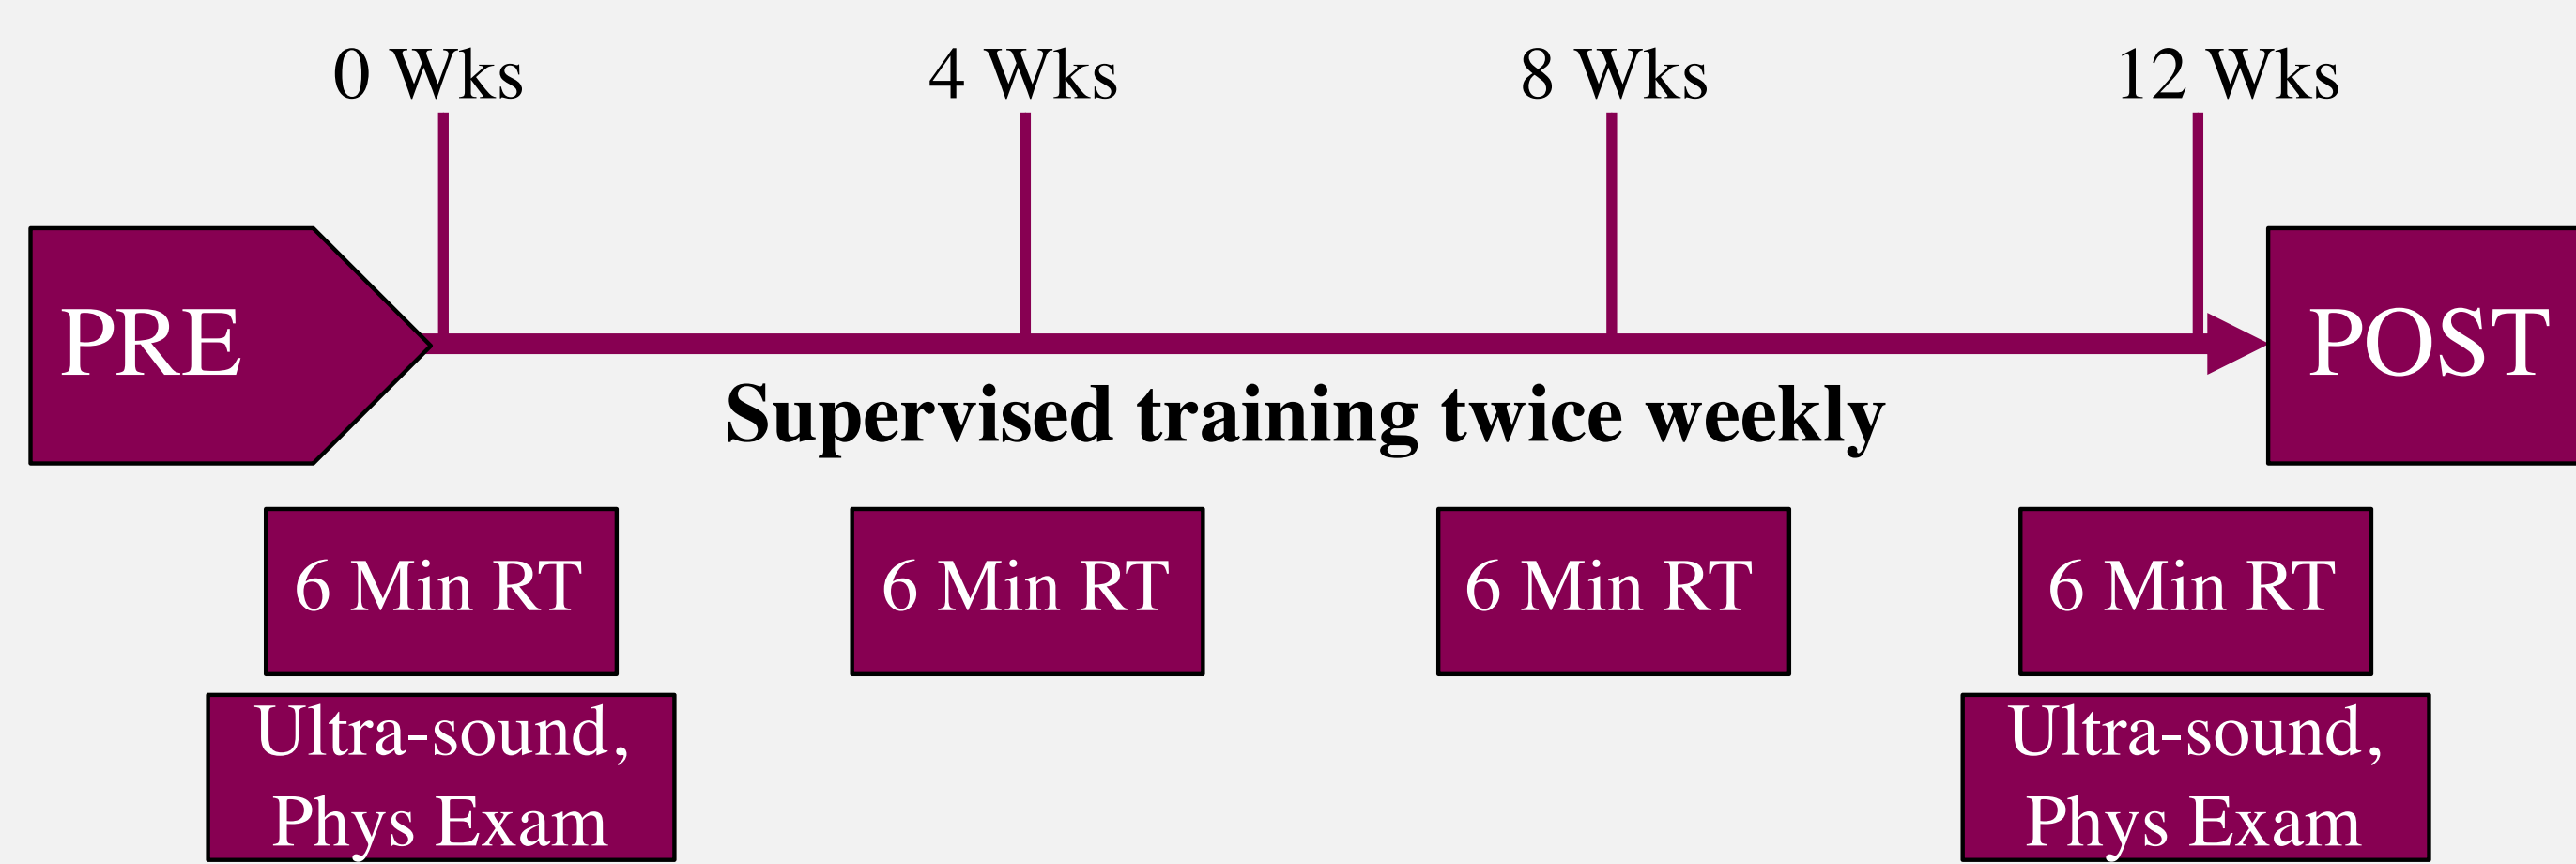 0 Wks
4 Wks
8 Wks
12 Wks
PRE
POST
Supervised training twice weekly
6 Min RT
6 Min RT
6 Min RT
6 Min RT
Ultra-sound,
Phys Exam
Ultra-sound,
Phys Exam